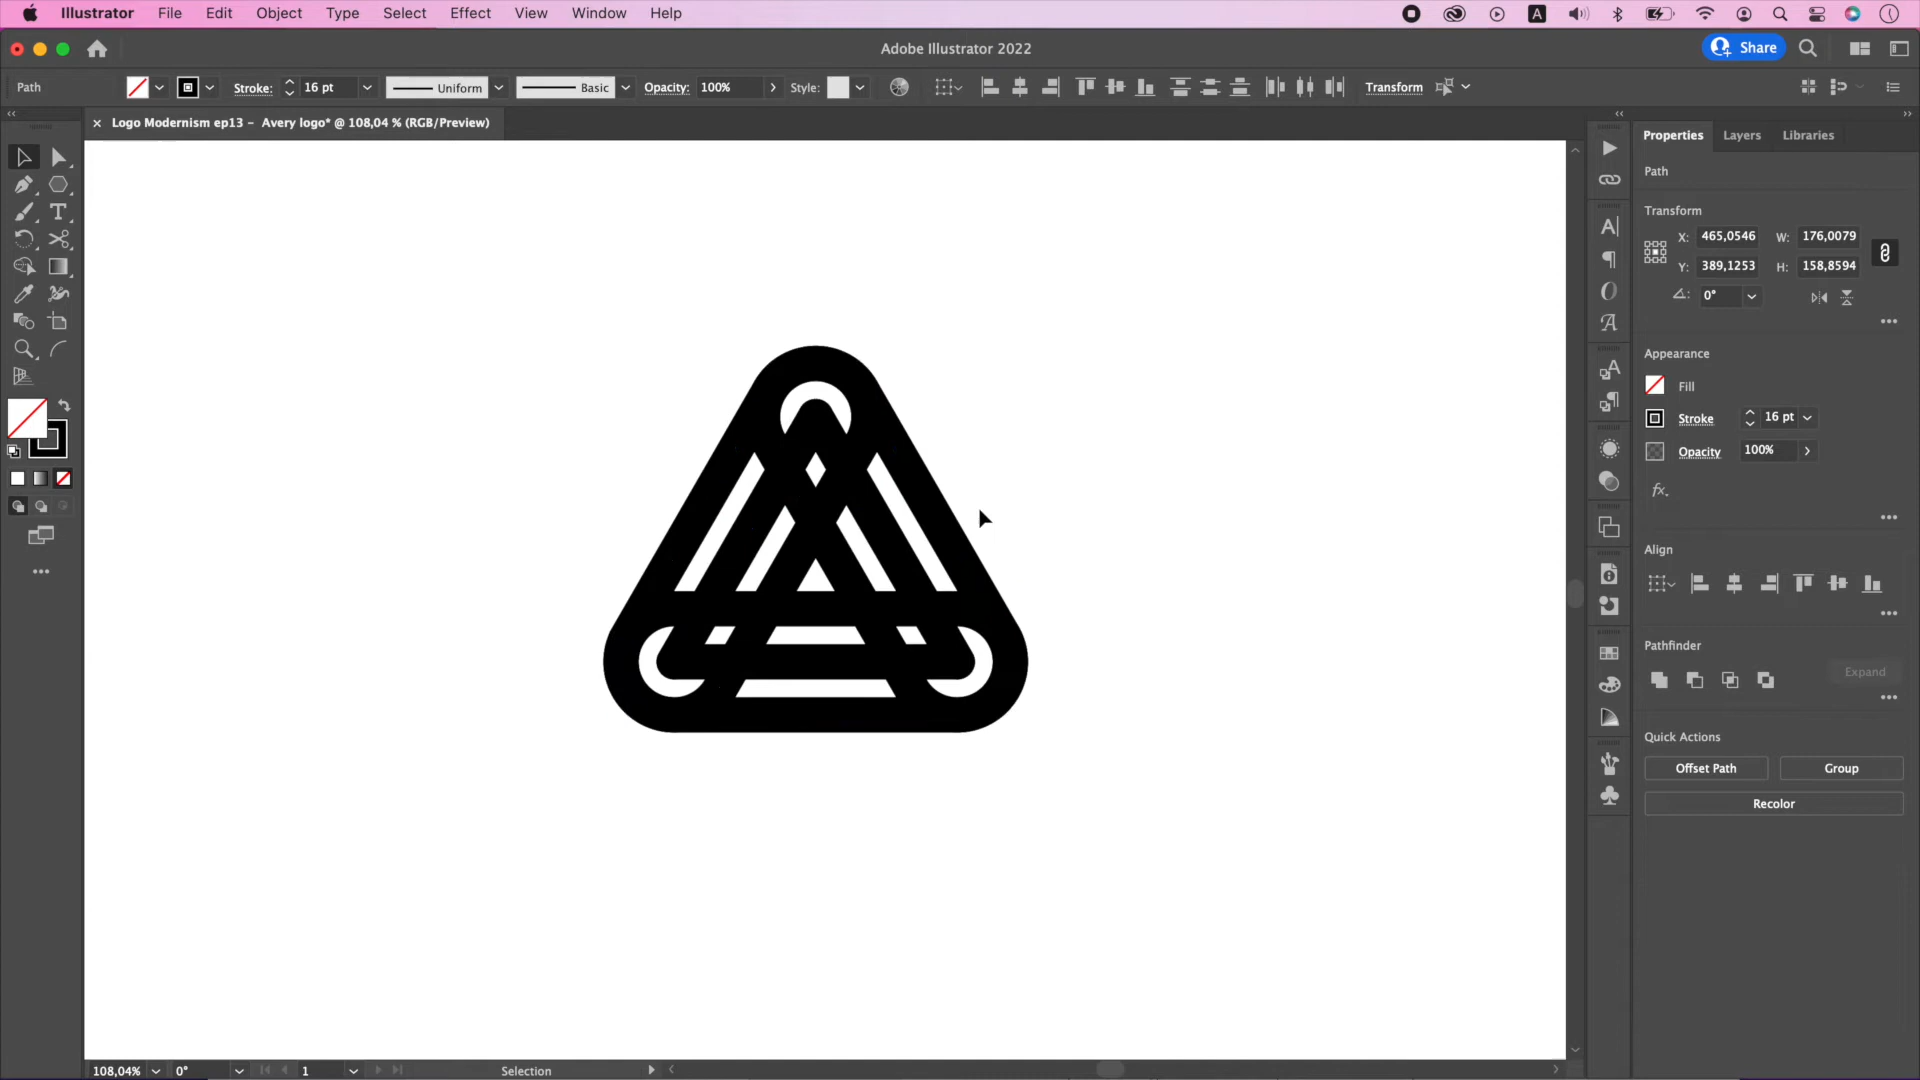 Illustrator File Edit Object Type Select Effect View Window Help A
Adobe Illustrator 2022 Share
Path Stroke: 16 pt Uniform Basic Opacity: 100% Style: Transform
× Logo Modernism ep13 – Avery logo* @ 108,04 % (RGB/Preview)
Properties Layers Libraries
Path
Transform
X: 465,0546 W: 176,0079
Y: 389,1253 H: 158,8594
0°
Appearance
Fill
Stroke 16 pt
Opacity 100%
fx.
Align
Pathfinder
Expand
Quick Actions
Offset Path Group
Recolor
108,04% 0° 1 Selection